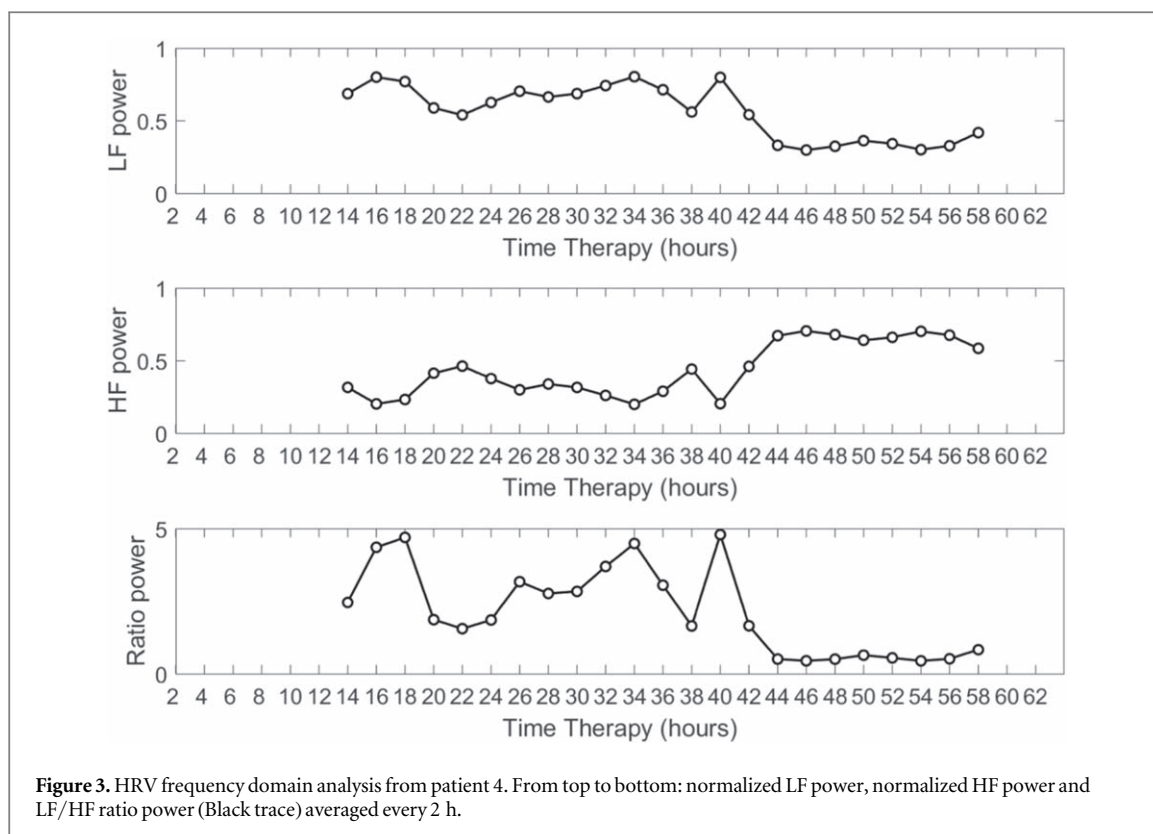 1
0.5
0
LF power
2 4 6 8 10 12 14 16 18 20 22 24 26 28 30 32 34 36 38 40 42 44 46 48 50 52 54 56 58 60 62
Time Therapy (hours)
1
0.5
0
HF power
2 4 6 8 10 12 14 16 18 20 22 24 26 28 30 32 34 36 38 40 42 44 46 48 50 52 54 56 58 60 62
Time Therapy (hours)
5
0
Ratio power
2 4 6 8 10 12 14 16 18 20 22 24 26 28 30 32 34 36 38 40 42 44 46 48 50 52 54 56 58 60 62
Time Therapy (hours)
Figure 3. HRV frequency domain analysis from patient 4. From top to bottom: normalized LF power, normalized HF power and
LF/HF ratio power (Black trace) averaged every 2 h.